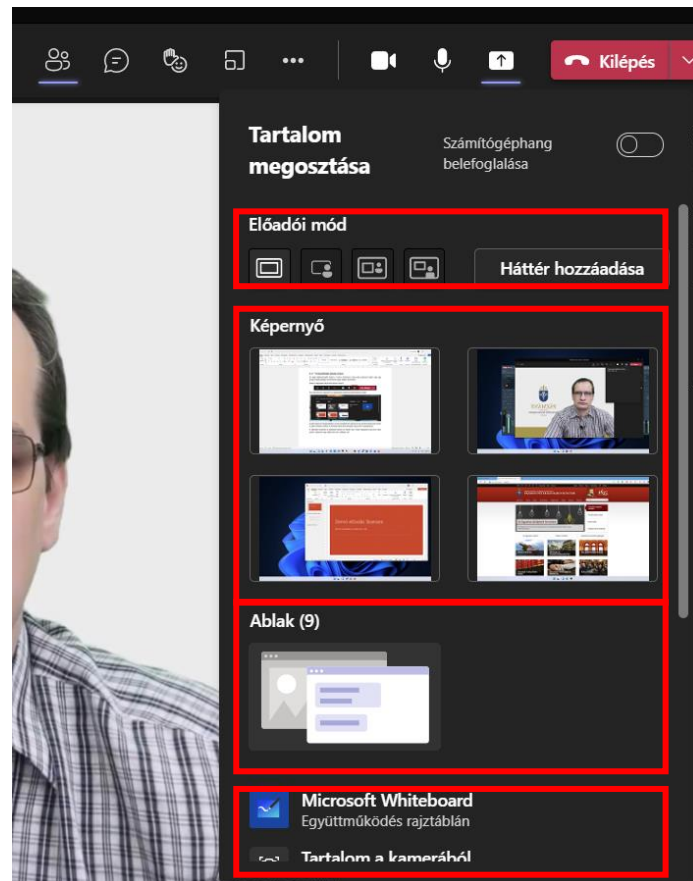 Kilépés
Tartalom
megosztása
Számítógéphang
belefoglalása
Előadói mód
Háttér hozzáadása
Képernyő
Ablak (9)
Microsoft Whiteboard
Együttműködés rajztáblán
Tartalom a kamerából